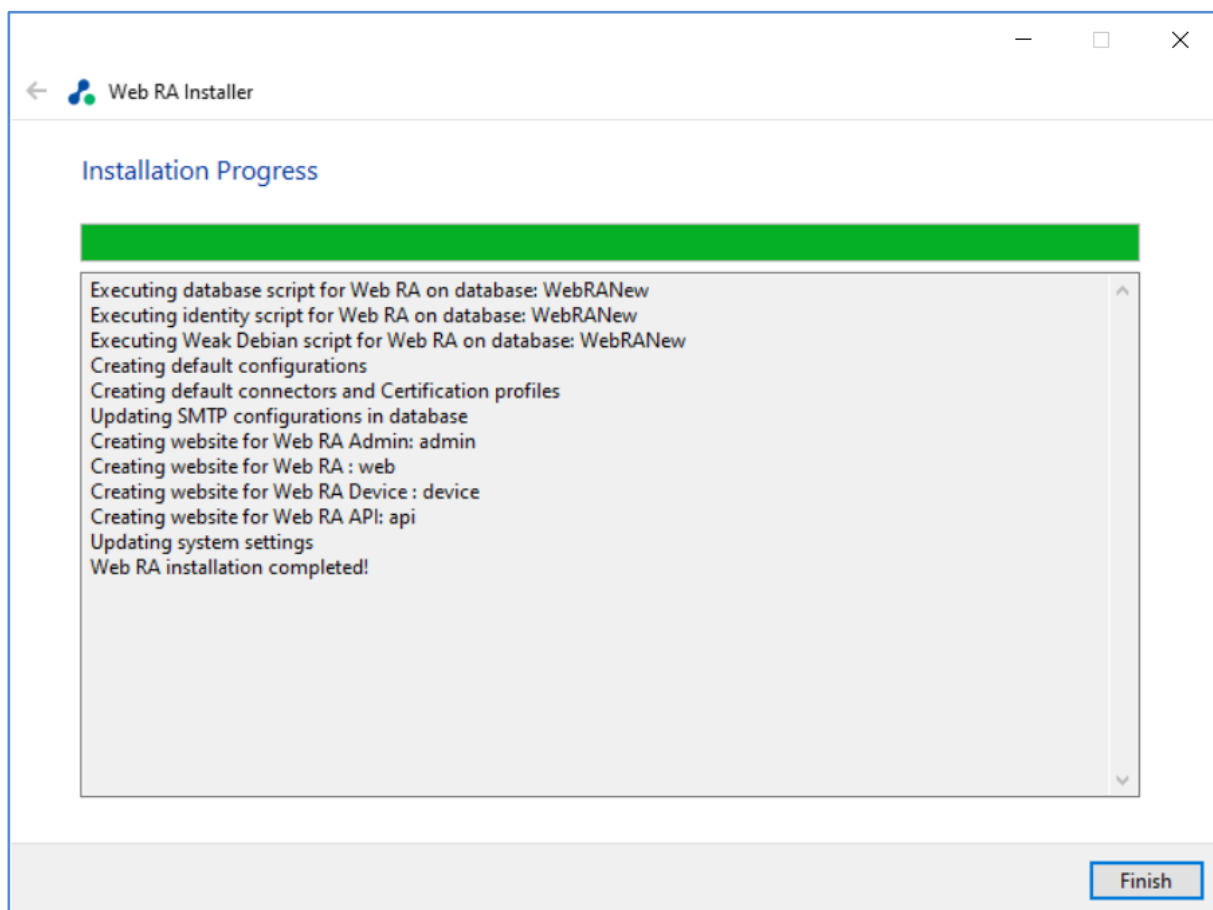 Web RA Installer
Installation Progress
Executing database script for Web RA on database: WebRANew
Executing identity script for Web RA on database: WebRANew
Executing Weak Debian script for Web RA on database: WebRANew
Creating default configurations
Creating default connectors and Certification profiles
Updating SMTP configurations in database
Creating website for Web RA Admin: admin
Creating website for Web RA : web
Creating website for Web RA Device : device
Creating website for Web RA API: api
Updating system settings
Web RA installation completed!
Finish